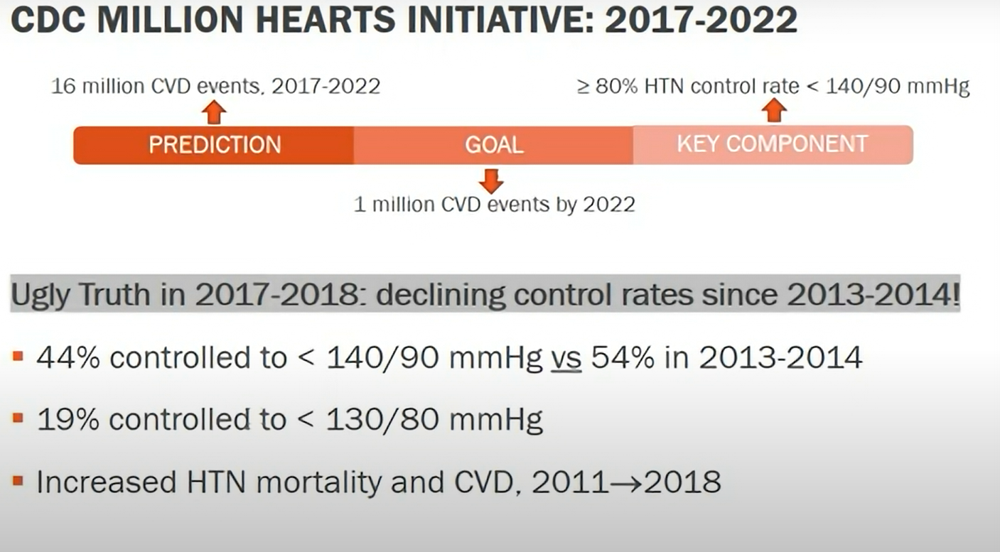 CDC MILLION HEARTS INITIATIVE: 2017-2022
16 million CVD events, 2017-2022
≥ 80% HTN control rate < 140/90 mmHg
PREDICTION
GOAL
KEY COMPONENT
1 million CVD events by 2022
Ugly Truth in 2017-2018: declining control rates since 2013-2014!
▪ 44% controlled to < 140/90 mmHg vs 54% in 2013-2014
▪ 19% controlled to < 130/80 mmHg
▪ Increased HTN mortality and CVD, 2011→2018